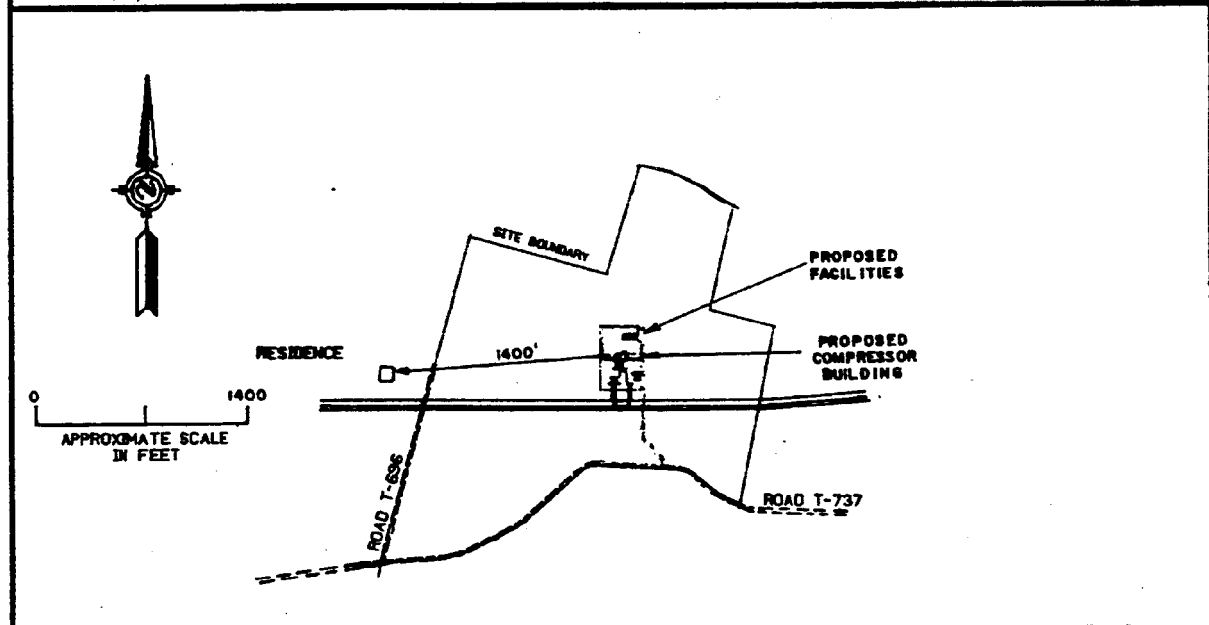 N
SITE BOUNDARY
PROPOSED
FACILITIES
RESIDENCE
1400'
PROPOSED
COMPRESSOR
BUILDING
0 1400
APPROXIMATE SCALE
IN FEET
ROAD T-696
ROAD T-737